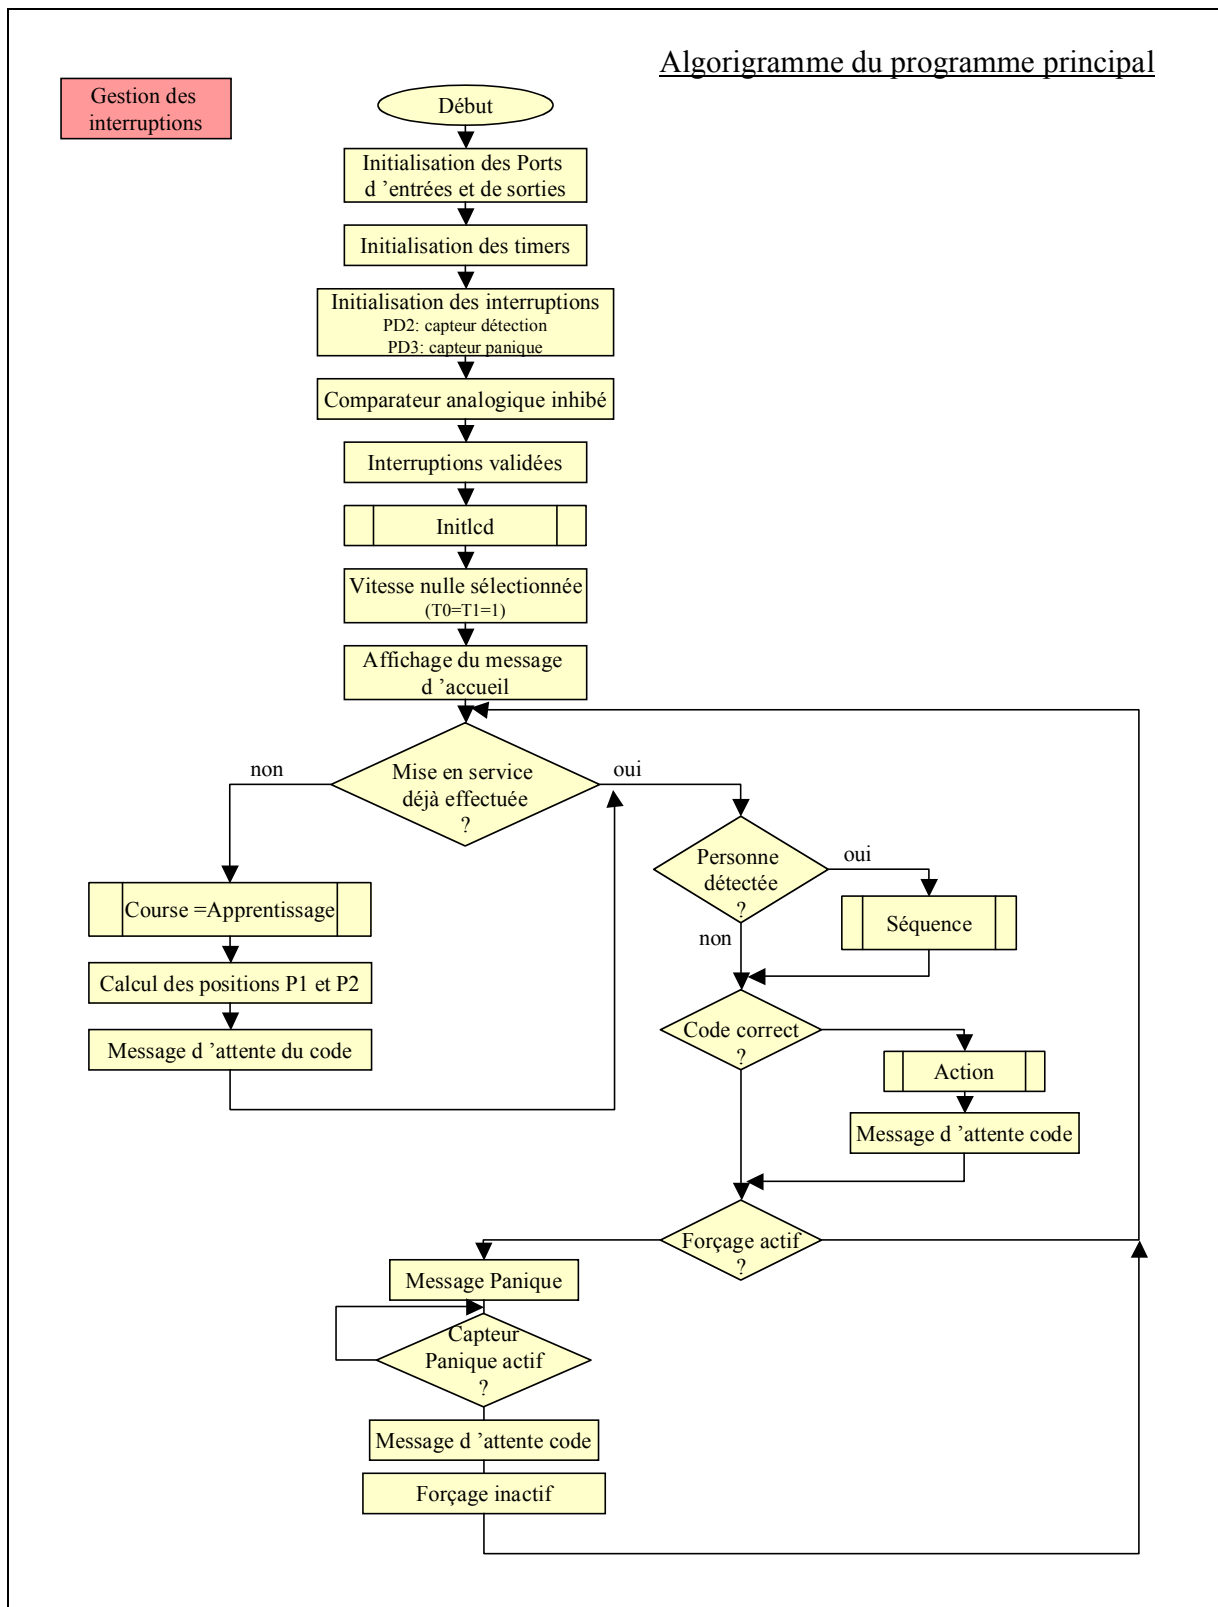 Algorigramme du programme principal
Gestion des
interruptions
Début
Initialisation des Ports
d ’entrées et de sorties
Initialisation des timers
Initialisation des interruptions
PD2: capteur détection
PD3: capteur panique
Comparateur analogique inhibé
Interruptions validées
Initlcd
Vitesse nulle sélectionnée
(T0=T1=1)
Affichage du message
d ’accueil
non
Mise en service
déjà effectuée
?
oui
Personne
détectée
?
oui
non
Séquence
Course =Apprentissage
Calcul des positions P1 et P2
Message d ’attente du code
Code correct
?
Action
Message d ’attente code
Forçage actif
?
Message Panique
Capteur
Panique actif
?
Message d ’attente code
Forçage inactif